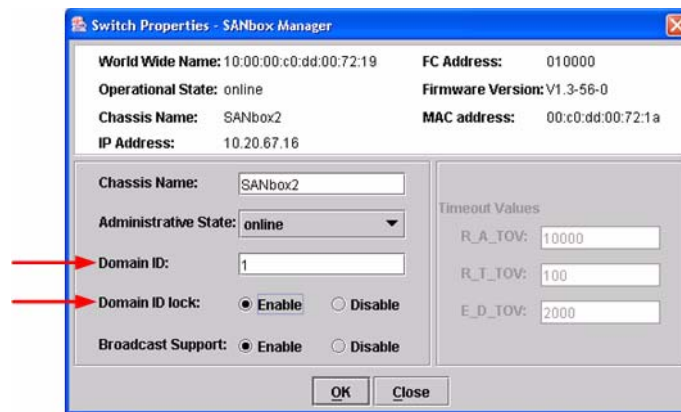 Switch Properties - SANbox Manager
World Wide Name: 10:00:00:c0:dd:00:72:19 FC Address: 010000
Operational State: online Firmware Version: V1.3-56-0
Chassis Name: SANbox2 MAC address: 00:c0:dd:00:72:1a
IP Address: 10.20.67.16
Chassis Name: SANbox2
Administrative State: online
Domain ID: 1
Domain ID lock: Enable Disable
Broadcast Support: Enable Disable
Timeout Values
R_A_TOV: 10000
R_T_TOV: 100
E_D_TOV: 2000
OK Close